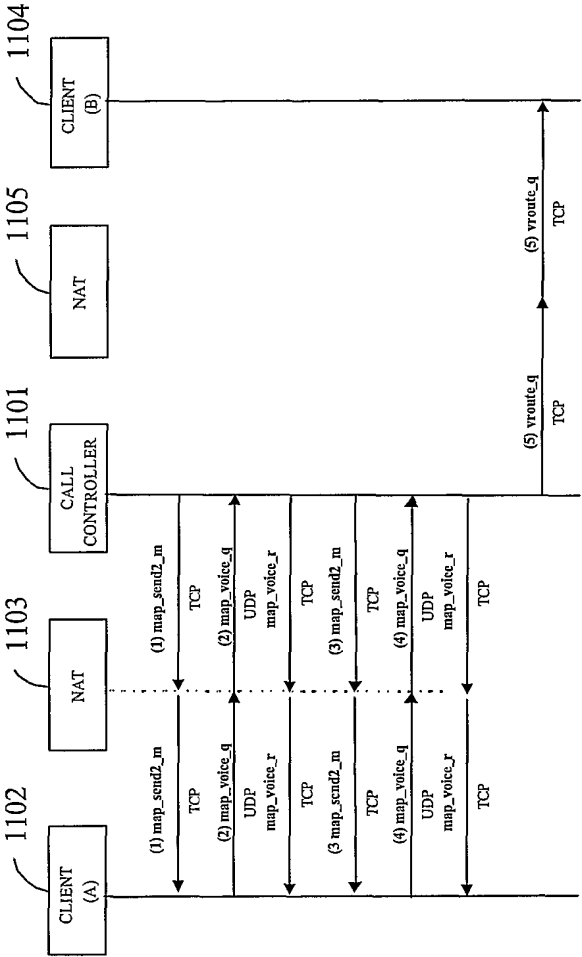 1102
1103
1101
1105
1104
CLIENT
(A)
NAT
CALL
CONTROLLER
NAT
CLIENT
(B)
(1) map_send2_m
(1) map_send2_m
TCP
TCP
(2) map_voice_q
(2) map_voice_q
UDP
UDP
map_voice_r
map_voice_r
TCP
TCP
(3 map_send2_m
(3) map_send2_m
TCP
TCP
(4) map_voice_q
(4) map_voice_q
UDP
UDP
map_voice_r
map_voice_r
TCP
TCP
(5) vroute_q
(5) vroute_q
TCP
TCP